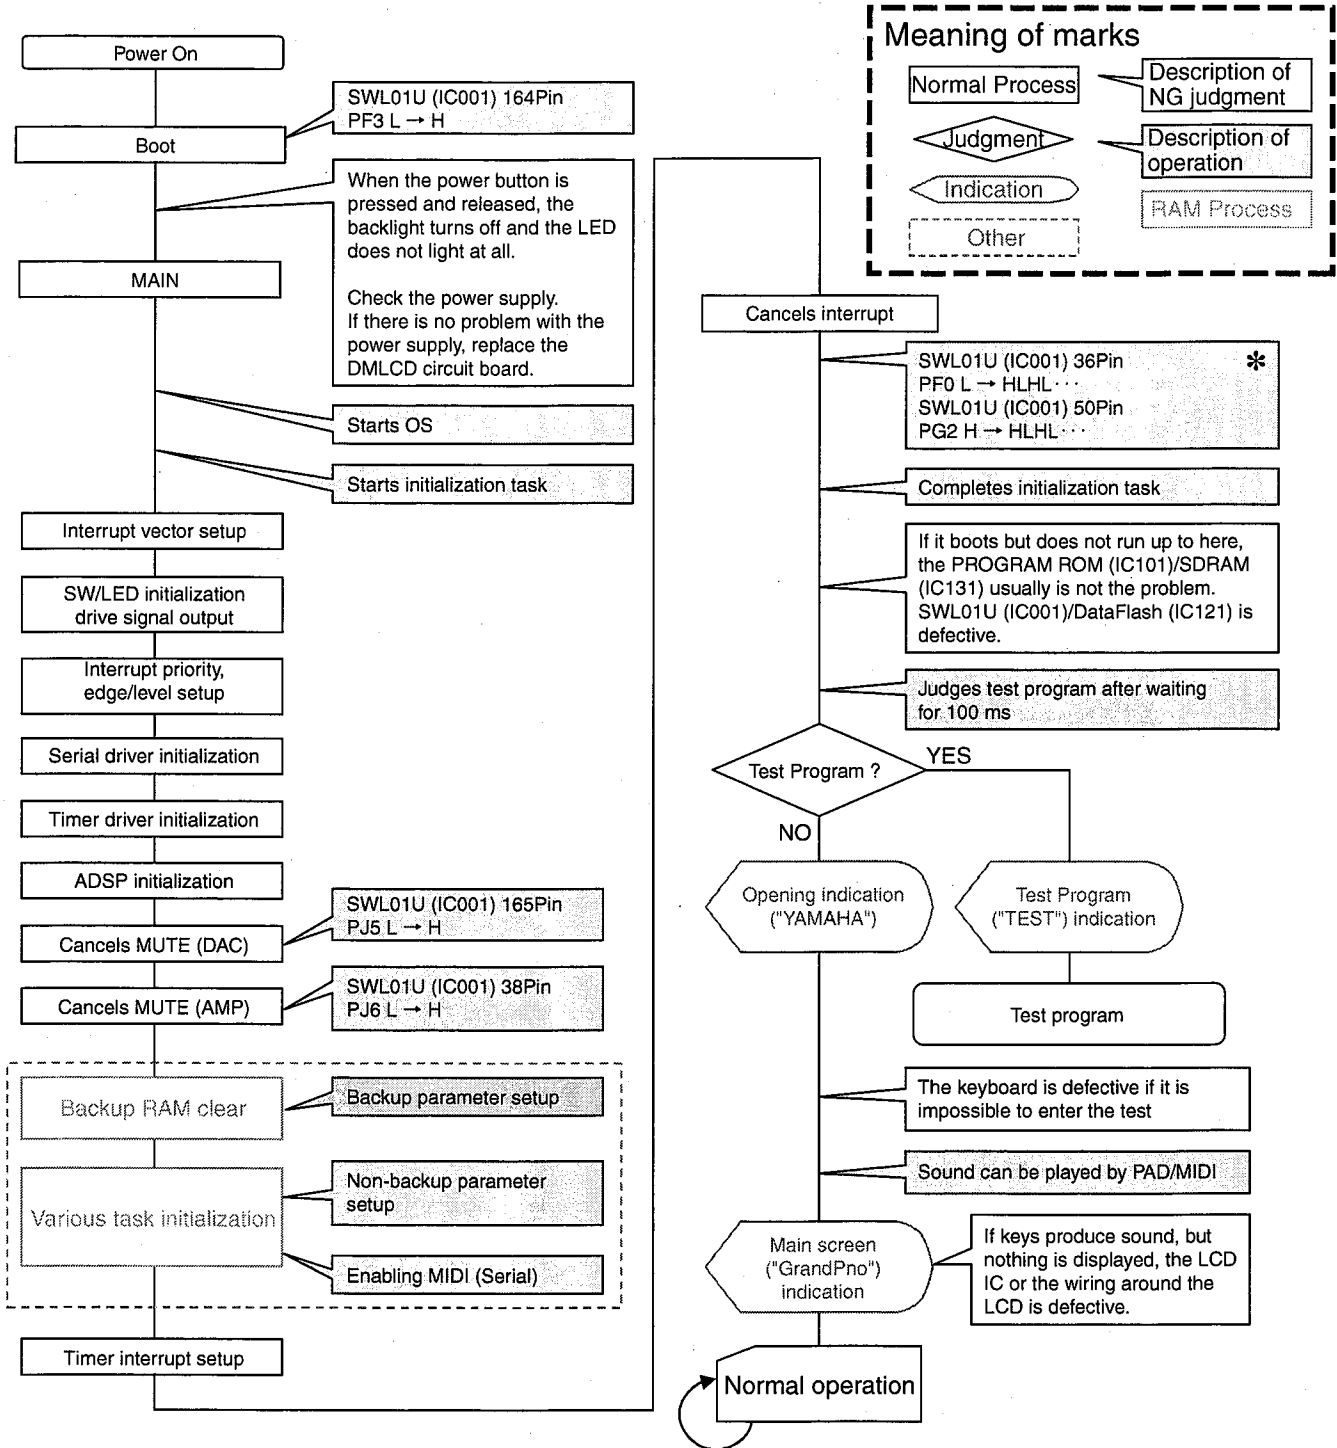 Power On
SWL01U (IC001) 164Pin
PF3 L → H
Boot
When the power button is
pressed and released, the
backlight turns off and the LED
does not light at all.
Check the power supply.
If there is no problem with the
power supply, replace the
DMLCD circuit board.
MAIN
Starts OS
Starts initialization task
Interrupt vector setup
SW/LED initialization
drive signal output
Interrupt priority,
edge/level setup
Serial driver initialization
Timer driver initialization
ADSP initialization
SWL01U (IC001) 165Pin
PJ5 L → H
Cancels MUTE (DAC)
SWL01U (IC001) 38Pin
PJ6 L → H
Cancels MUTE (AMP)
Backup RAM clear
Backup parameter setup
Non-backup parameter
setup
Various task initialization
Enabling MIDI (Serial)
Timer interrupt setup
Meaning of marks
Normal Process
Description of
NG judgment
Judgment
Description of
operation
Indication
RAM Process
Other
Cancels interrupt
SWL01U (IC001) 36Pin ✻
PF0 L → HLHL···
SWL01U (IC001) 50Pin
PG2 H → HLHL···
Completes initialization task
If it boots but does not run up to here,
the PROGRAM ROM (IC101)/SDRAM
(IC131) usually is not the problem.
SWL01U (IC001)/DataFlash (IC121) is
defective.
Judges test program after waiting
for 100 ms
Test Program ?
YES
NO
Opening indication
("YAMAHA")
Test Program
("TEST") indication
Test program
The keyboard is defective if it is
impossible to enter the test
Sound can be played by PAD/MIDI
Main screen
("GrandPno")
indication
If keys produce sound, but
nothing is displayed, the LCD
IC or the wiring around the
LCD is defective.
Normal operation